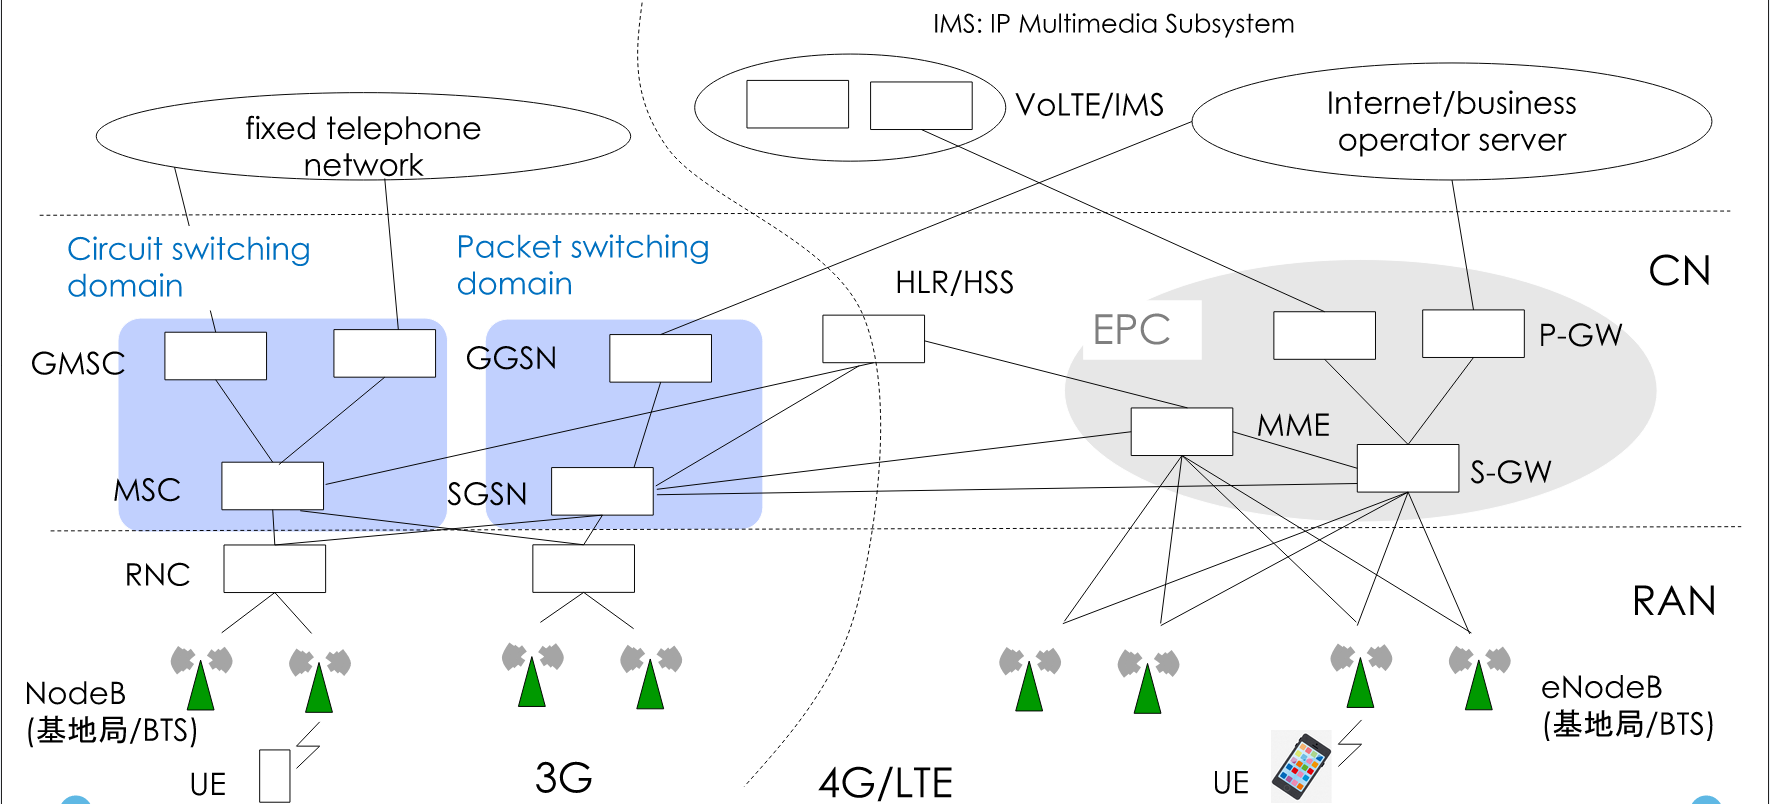 IMS: IP Multimedia Subsystem
VoLTE/IMS
Internet/business
operator server
fixed telephone
network
Circuit switching
domain
Packet switching
domain
HLR/HSS
CN
EPC
P-GW
GMSC
GGSN
MME
MSC
SGSN
S-GW
RNC
RAN
NodeB
(基地局/BTS)
eNodeB
(基地局/BTS)
UE
3G
4G/LTE
UE